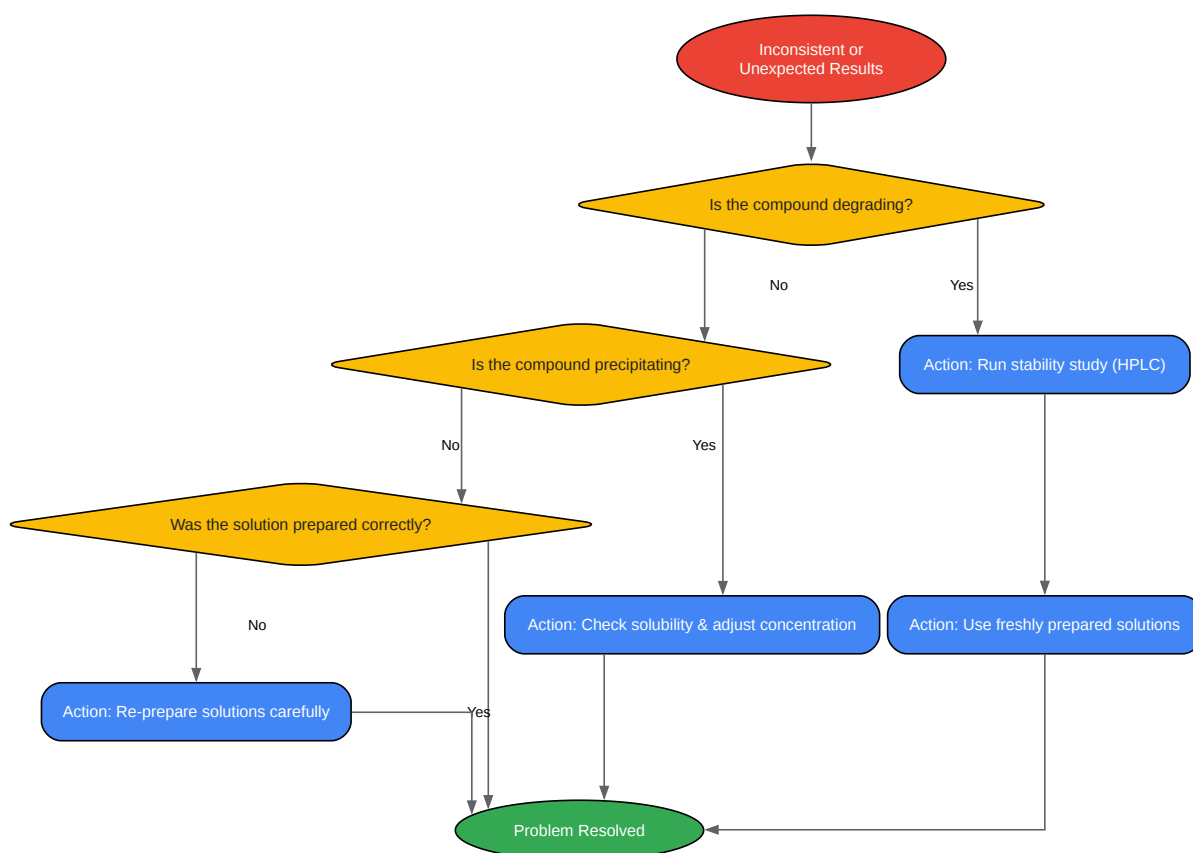 Inconsistent or
Unexpected Results
Is the compound degrading?
No
Yes
Is the compound precipitating?
Action: Run stability study (HPLC)
No
Yes
Was the solution prepared correctly?
No
Action: Check solubility & adjust concentration
Action: Use freshly prepared solutions
Action: Re-prepare solutions carefully
Yes
Problem Resolved